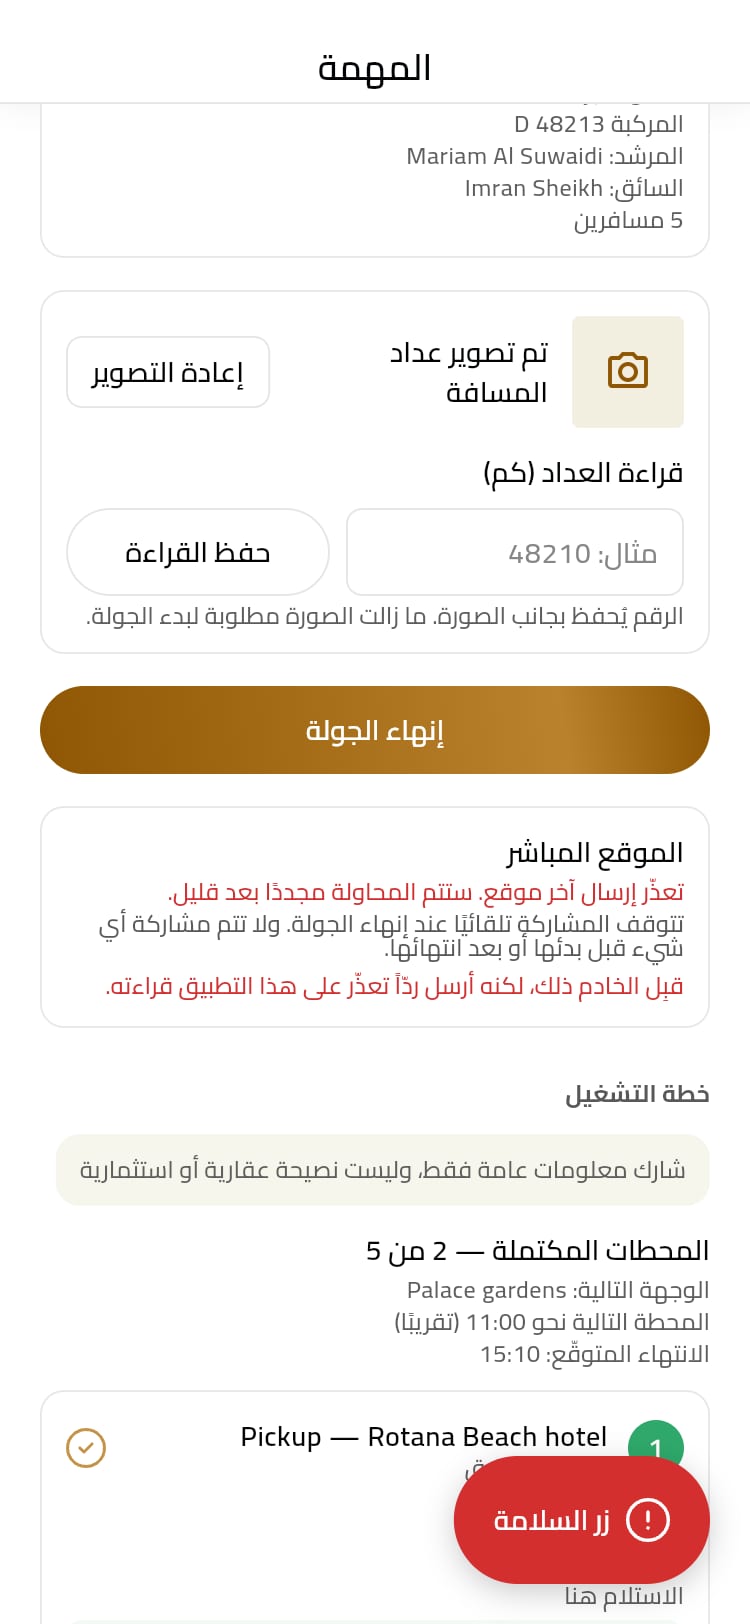 المهمة
المركبة D 48213
المرشد: Mariam Al Suwaidi
السائق: Imran Sheikh
5 مسافرين
تم تصوير عداد
المسافة
إعادة التصوير
قراءة العداد (كم)
مثال: 48210
حفظ القراءة
الرقم يُحفظ بجانب الصورة. ما زالت الصورة مطلوبة لبدء الجولة.
إنهاء الجولة
الموقع المباشر
تعذّر إرسال آخر موقع. ستتم المحاولة مجددًا بعد قليل.
تتوقف المشاركة تلقائيًا عند إنهاء الجولة. ولا تتم مشاركة أي
شيء قبل بدئها أو بعد انتهائها.
قبِل الخادم ذلك، لكنه أرسل ردّاً تعذّر على هذا التطبيق قراءته.
خطة التشغيل
شارك معلومات عامة فقط، وليست نصيحة عقارية أو استثمارية
المحطات المكتملة — 2 من 5
الوجهة التالية: Palace gardens
المحطة التالية نحو 11:00 (تقريبًا)
الانتهاء المتوقّع: 15:10
1
Pickup — Rotana Beach hotel
زر السلامة
الاستلام هنا